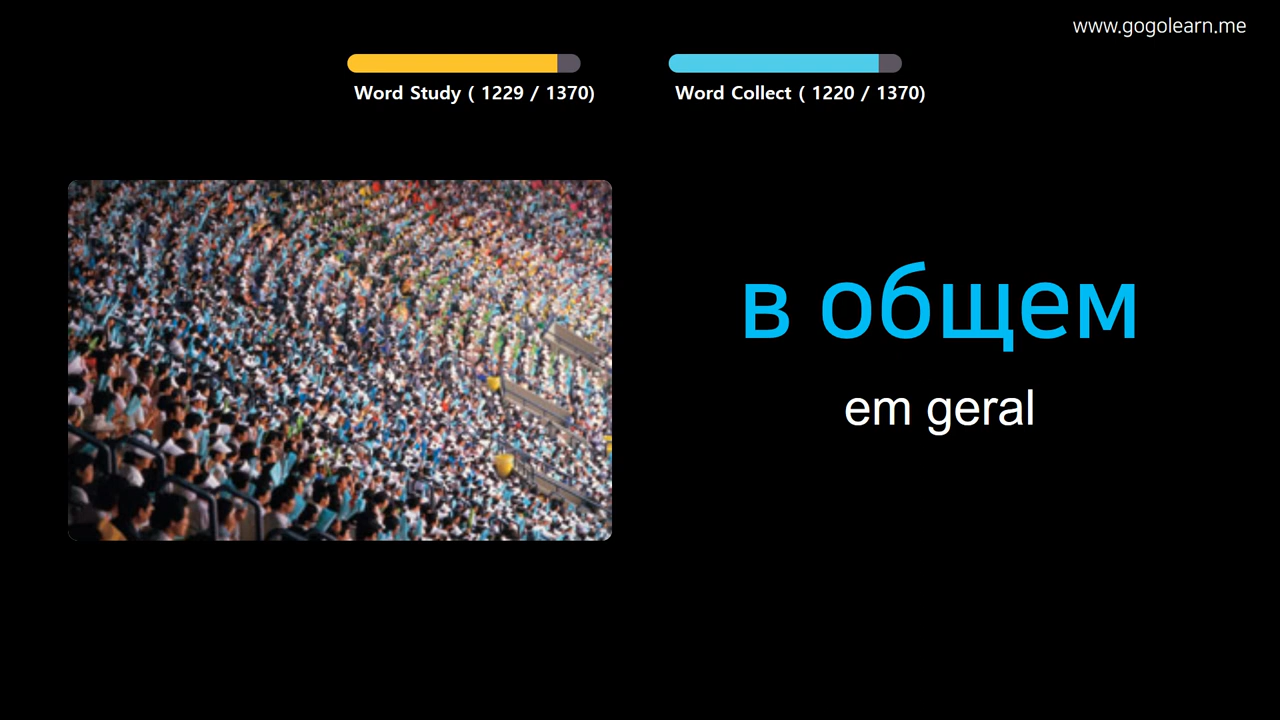 www.gogolearn.me
Word Study ( 1229 / 1370)
Word Collect ( 1220 / 1370)
в общем
em geral